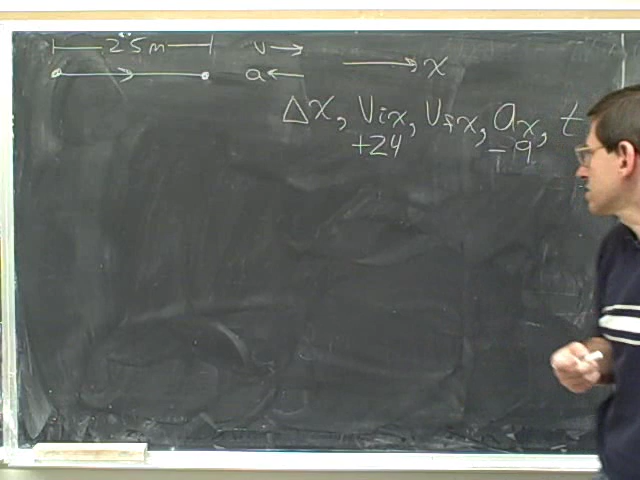 25m
v →
a ←
→ x
Δx, Vix, Vfx, ax, t
+24 -9